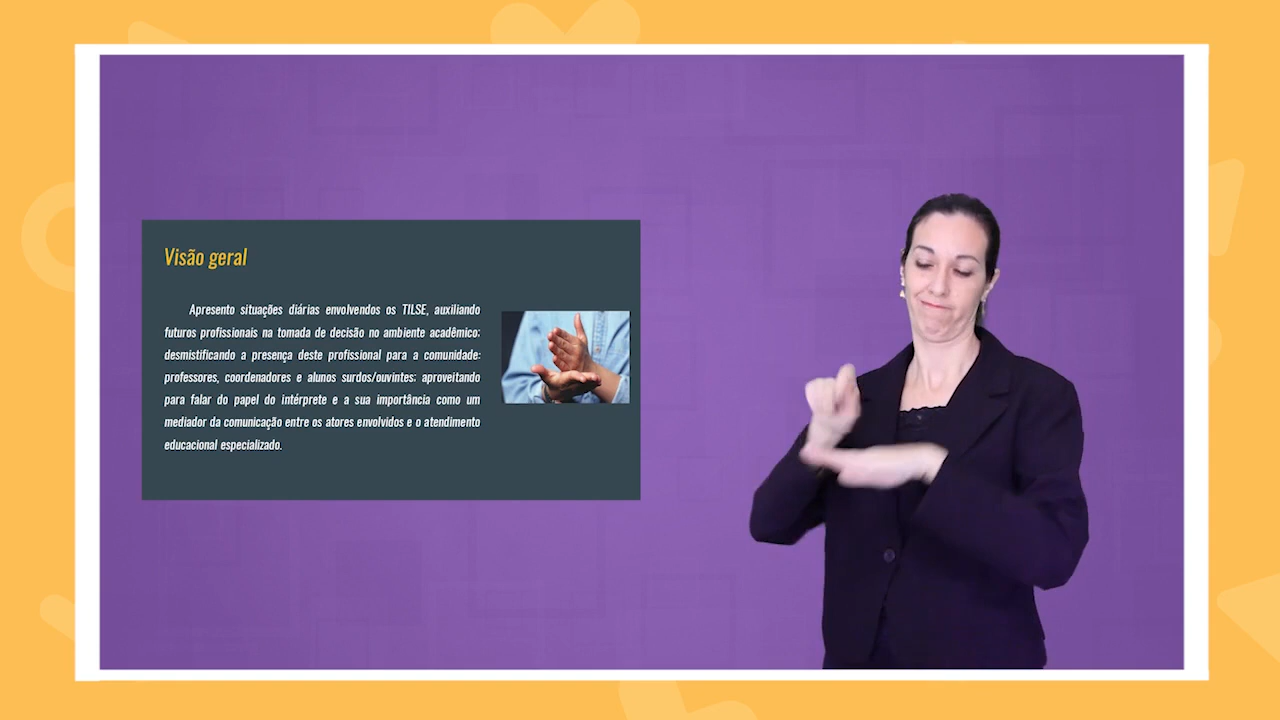 Visão geral
Apresento situações diárias envolvendos os TILSE, auxiliando
futuros profissionais na tomada de decisão no ambiente acadêmico;
desmistificando a presença deste profissional para a comunidade:
professores, coordenadores e alunos surdos/ouvintes; aproveitando
para falar do papel do intérprete e a sua importância como um
mediador da comunicação entre os atores envolvidos e o atendimento
educacional especializado.